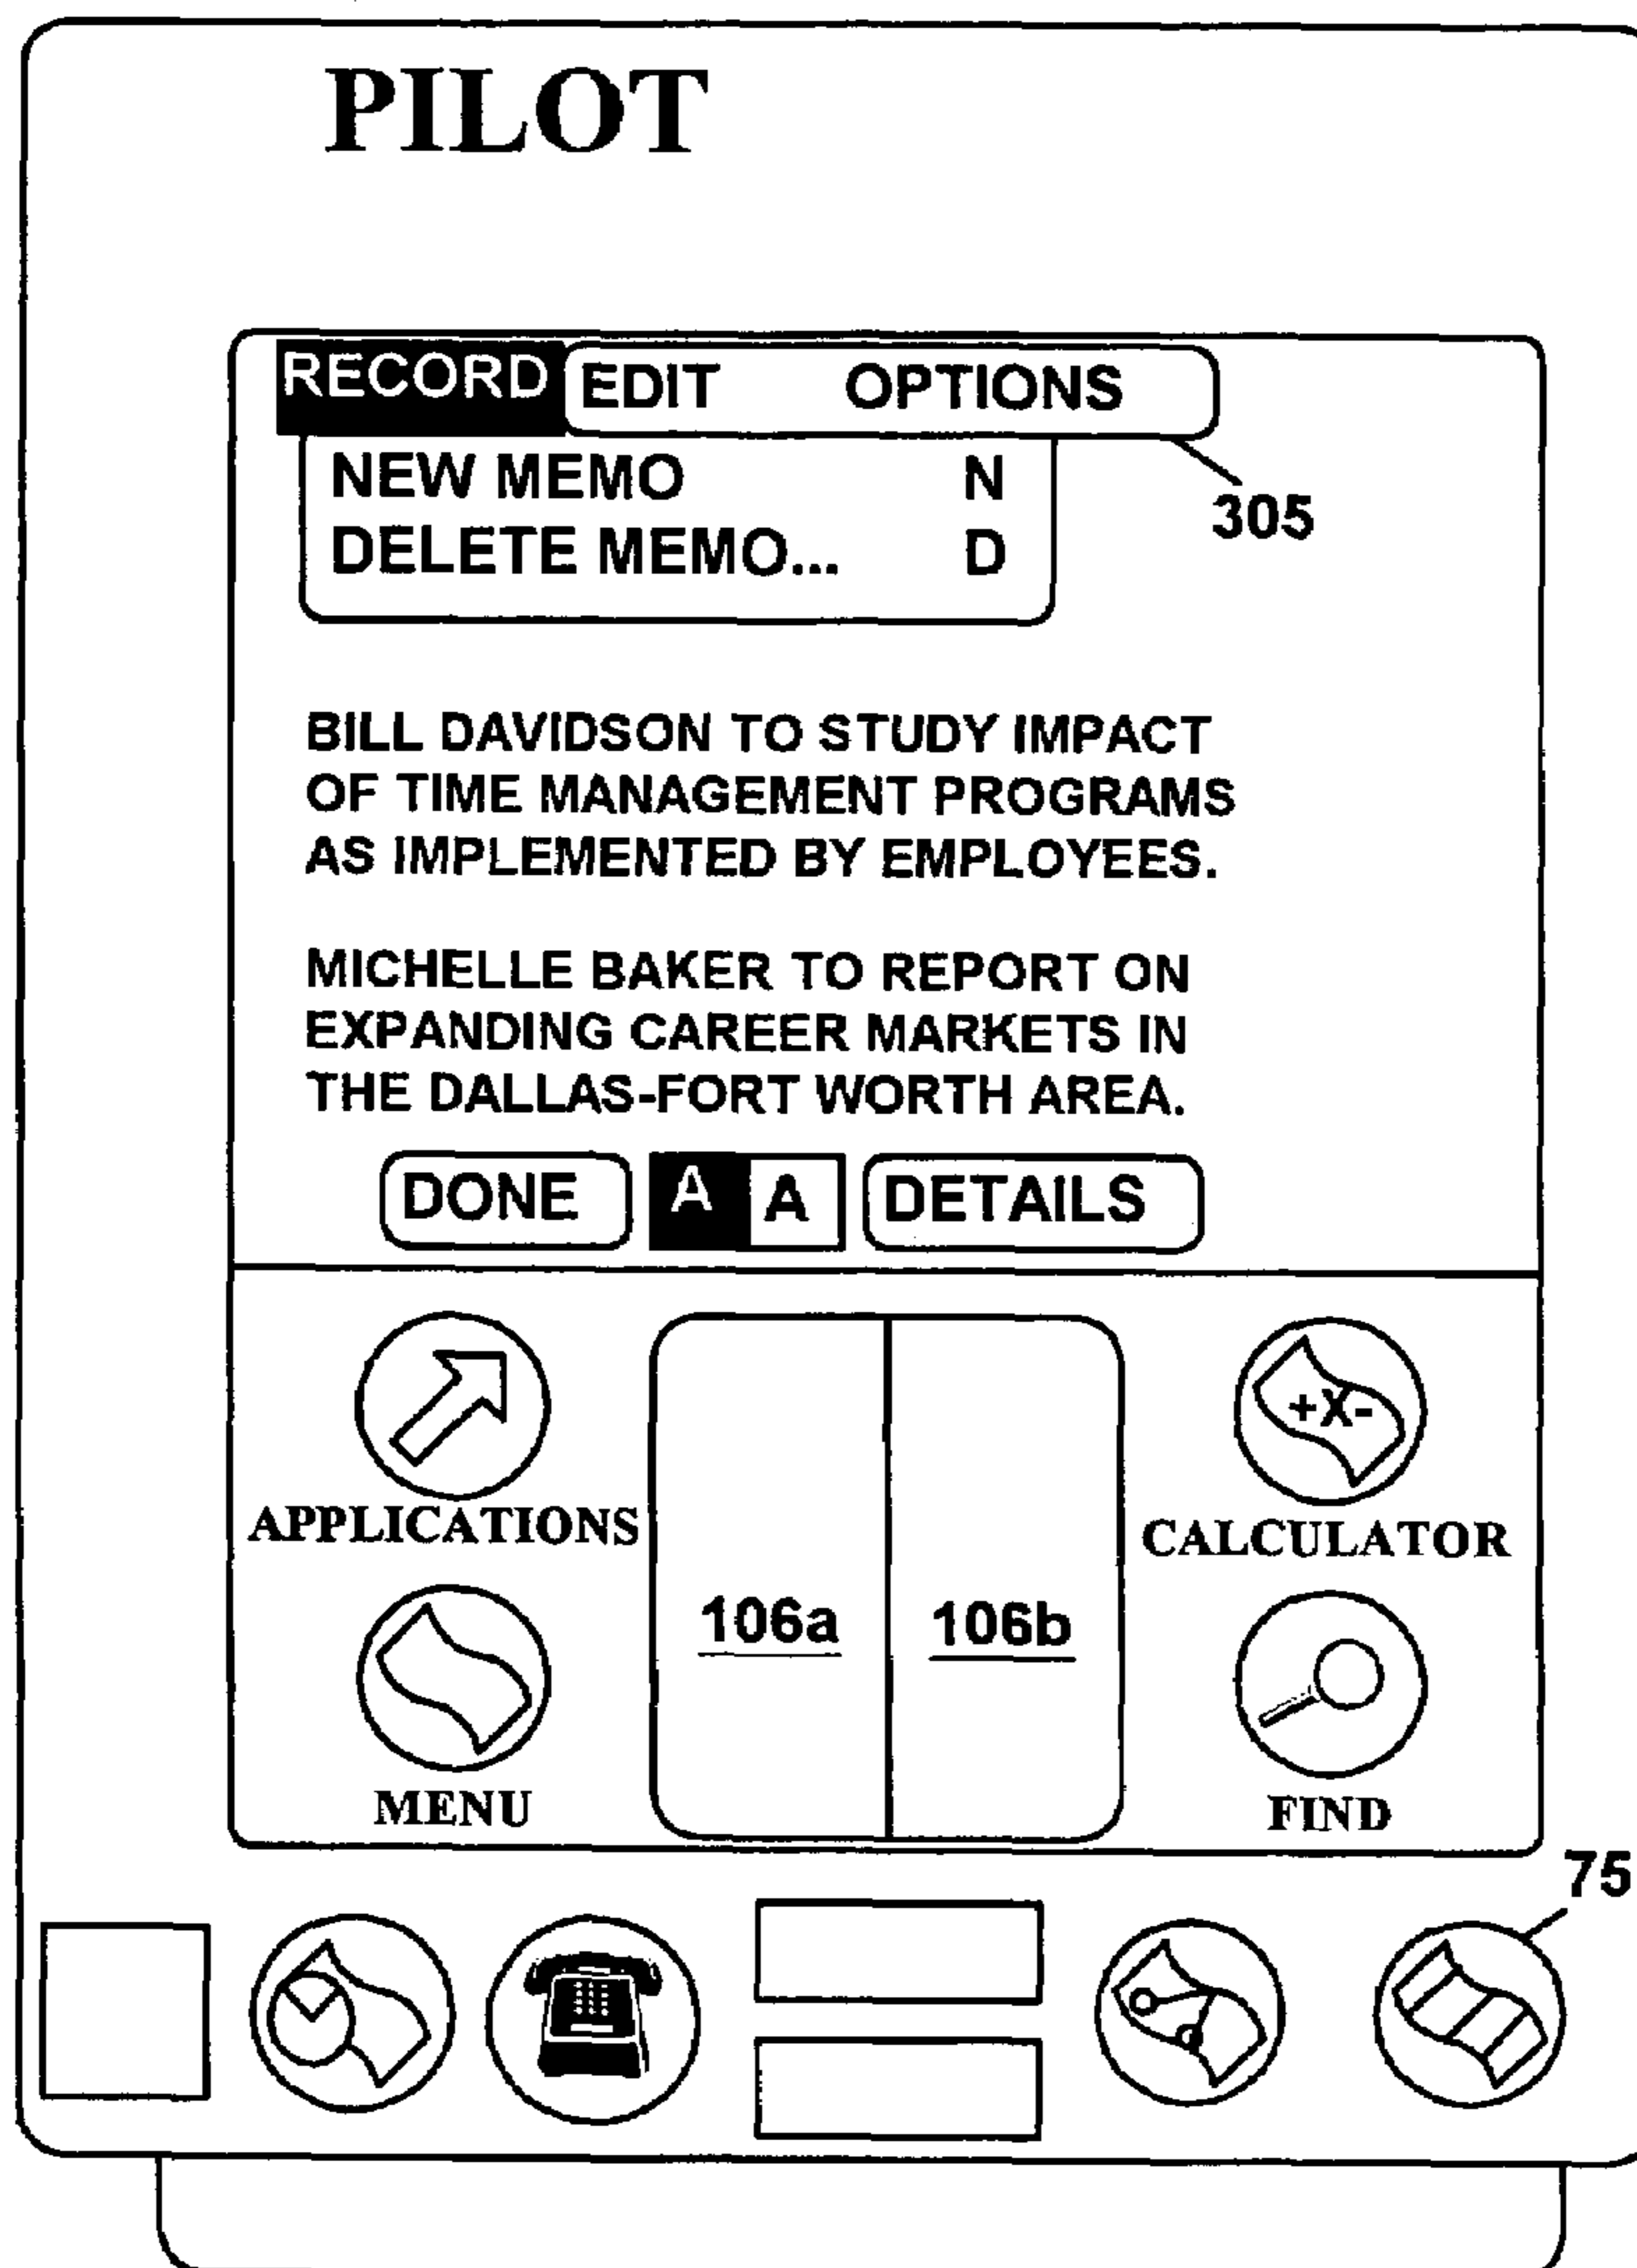 PILOT
RECORD EDIT OPTIONS
NEW MEMO N
305
DELETE MEMO... D
BILL DAVIDSON TO STUDY IMPACT
OF TIME MANAGEMENT PROGRAMS
AS IMPLEMENTED BY EMPLOYEES.
MICHELLE BAKER TO REPORT ON
EXPANDING CAREER MARKETS IN
THE DALLAS-FORT WORTH AREA.
DONE A A DETAILS
+X-
APPLICATIONS CALCULATOR
106a 106b
MENU FIND
75